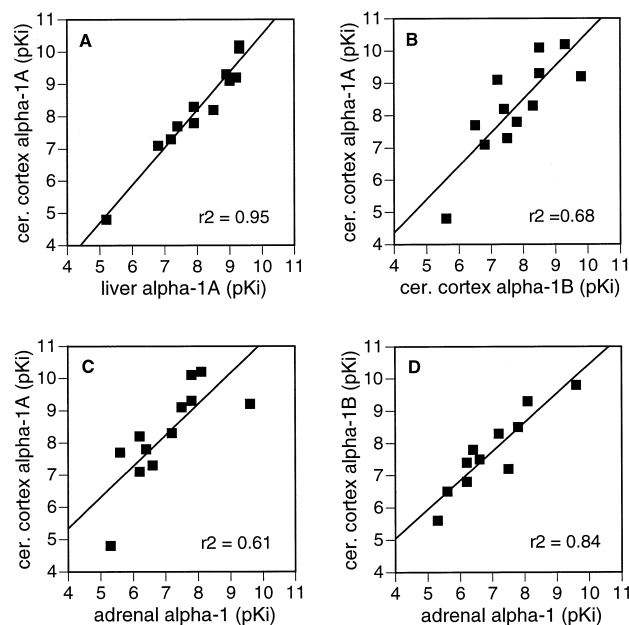 A
cer. cortex alpha-1A (pKi)
11
10
9
8
7
6
5
4
r2 = 0.95
4 5 6 7 8 9 10 11
liver alpha-1A (pKi)
B
cer. cortex alpha-1A (pKi)
11
10
9
8
7
6
5
4
r2 =0.68
4 5 6 7 8 9 10 11
cer. cortex alpha-1B (pKi)
C
cer. cortex alpha-1A (pKi)
11
10
9
8
7
6
5
4
r2 = 0.61
4 5 6 7 8 9 10 11
adrenal alpha-1 (pKi)
D
cer. cortex alpha-1B (pKi)
11
10
9
8
7
6
5
4
r2 = 0.84
4 5 6 7 8 9 10 11
adrenal alpha-1 (pKi)